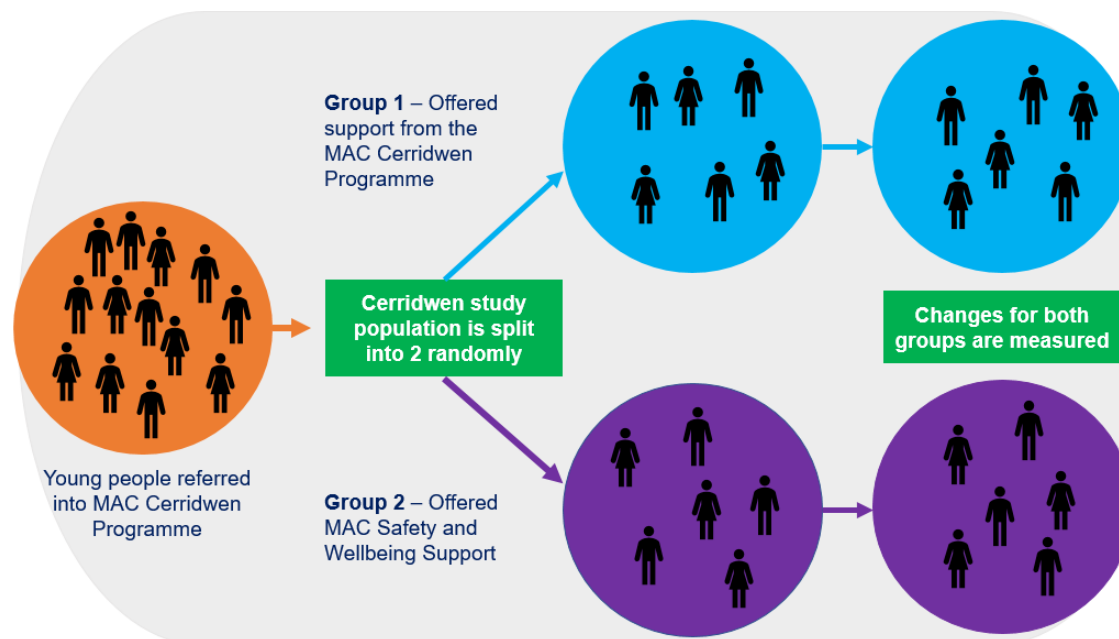 Group 1 – Offered
support from the
MAC Cerridwen
Programme
Cerridwen study
population is split
into 2 randomly
Changes for both
groups are measured
Young people referred
into MAC Cerridwen
Programme
Group 2 – Offered
MAC Safety and
Wellbeing Support